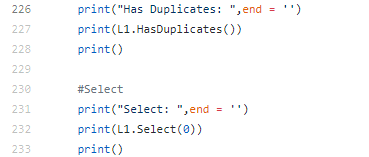 226 print("Has Duplicates: ",end = '')
227 print(L1.HasDuplicates())
228 print()
229
230 #Select
231 print("Select: ",end = '')
232 print(L1.Select(0))
233 print()